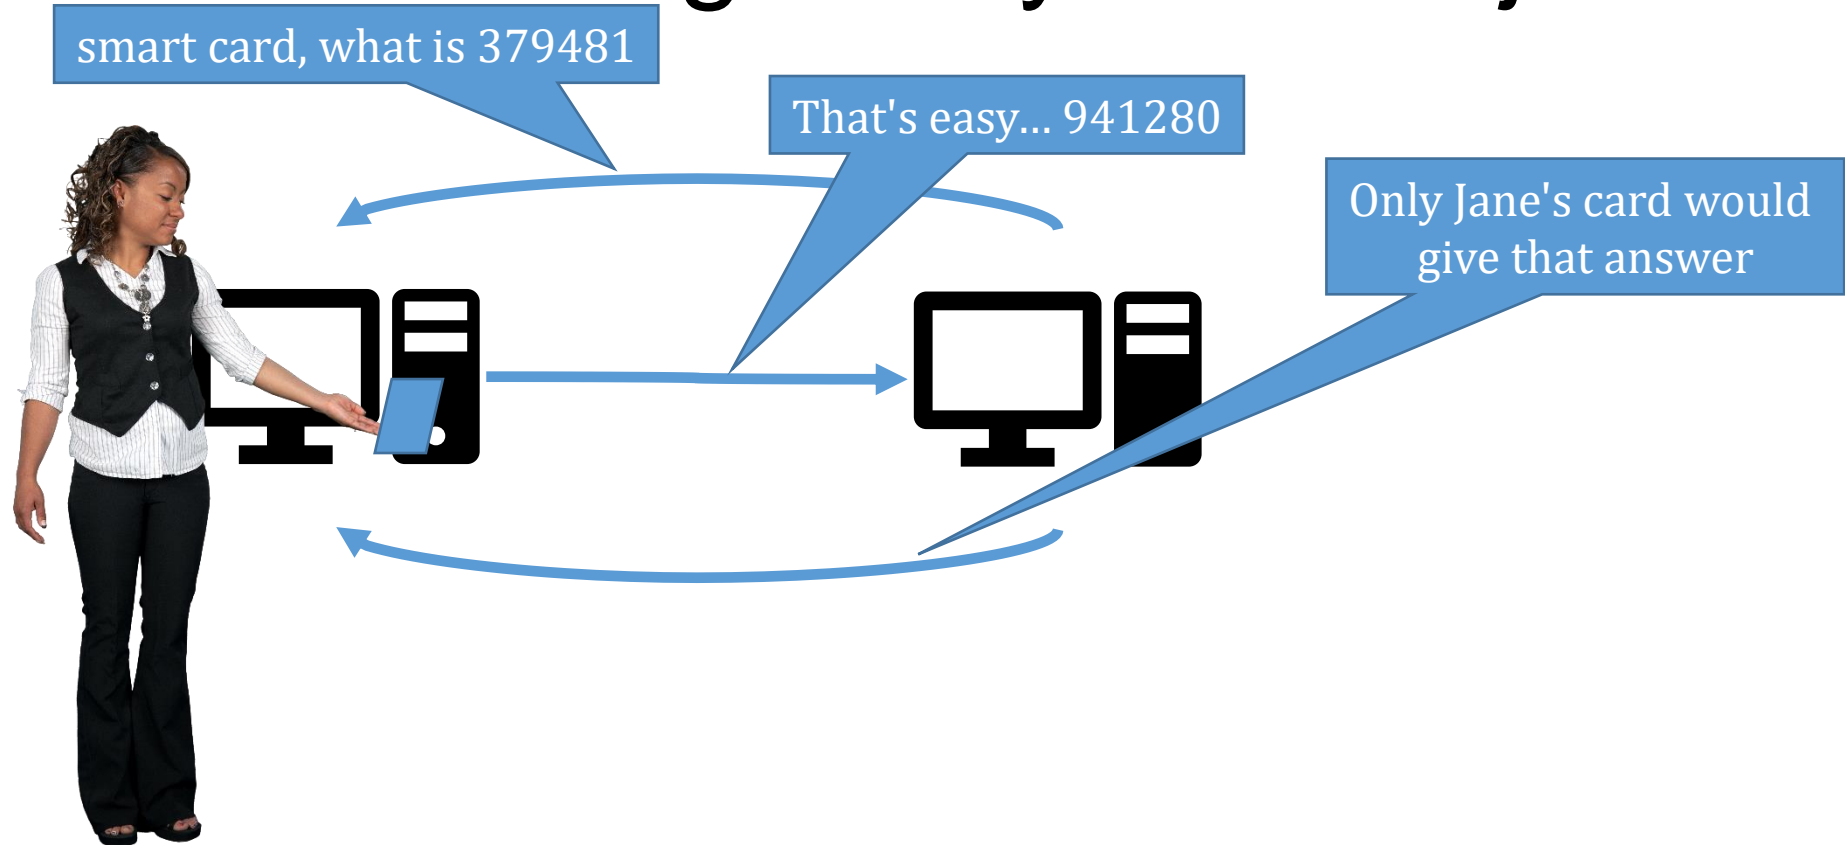 smart card, what is 379481
That's easy... 941280
Only Jane's card would
give that answer